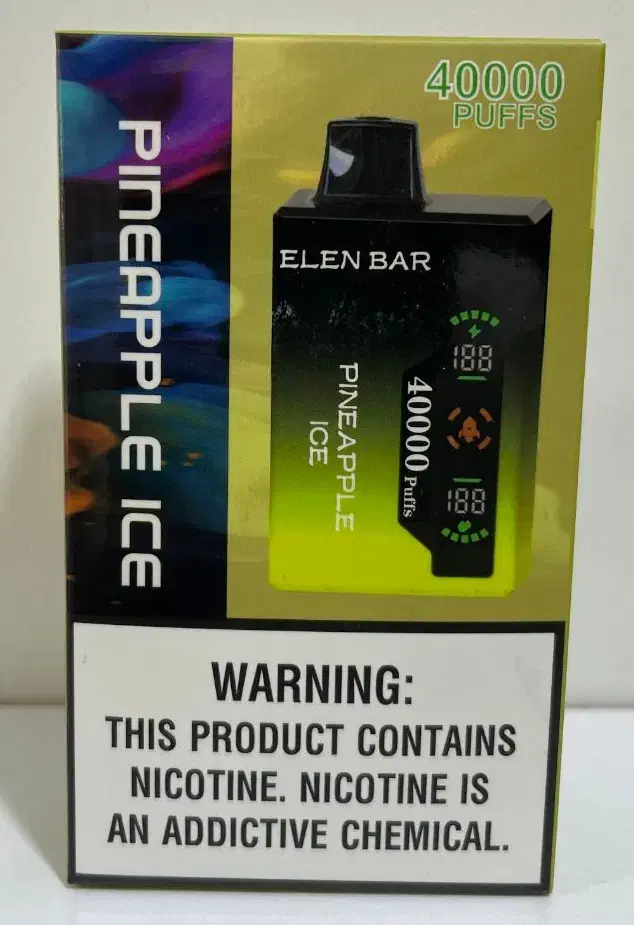 40000
PUFFS
PINEAPPLE ICE
ELEN BAR
188
PINEAPPLE
ICE
40000 Puffs
188
WARNING:
THIS PRODUCT CONTAINS
NICOTINE. NICOTINE IS
AN ADDICTIVE CHEMICAL.